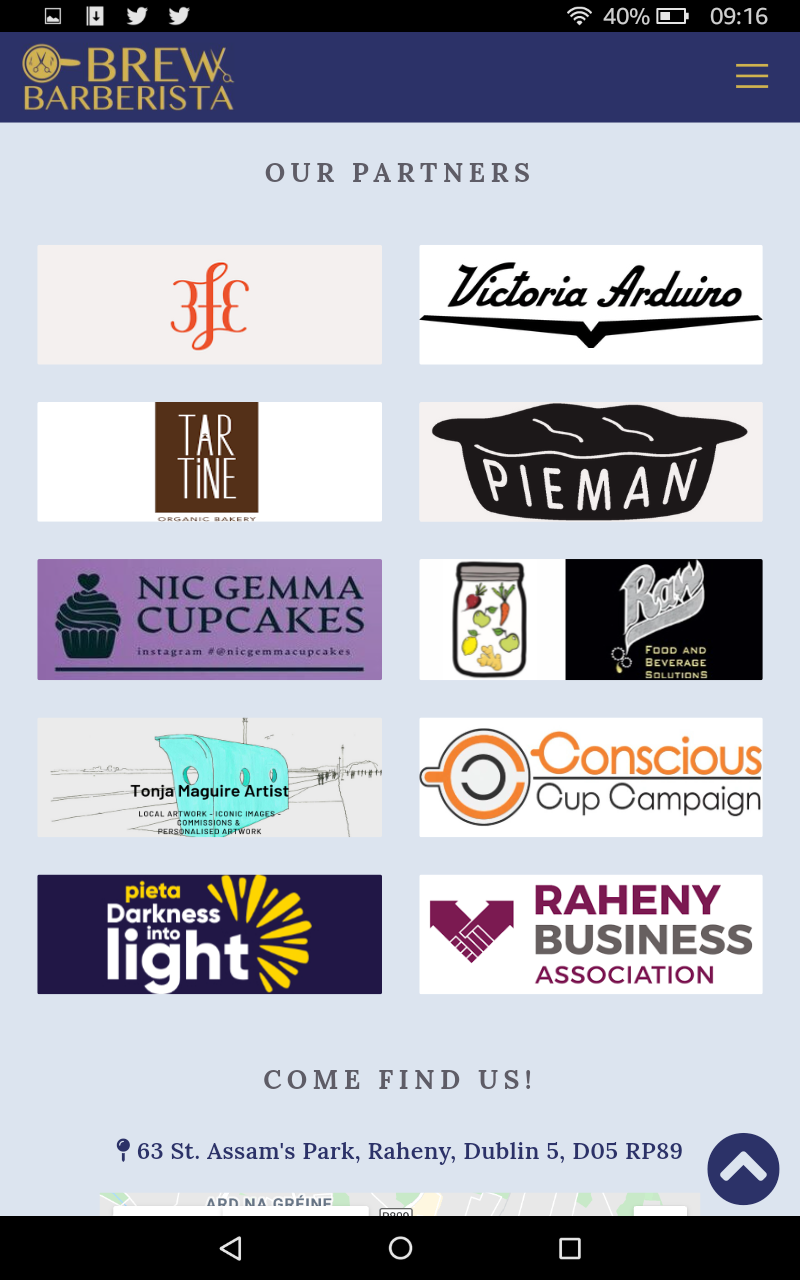 40% 09:16
BREW
BARBERISTA
OUR PARTNERS
3fE
Victoria Arduino
TAR
TiNE
ORGANIC BAKERY
PIEMAN
NIC GEMMA
CUPCAKES
instagram #@nicgemmacupcakes
Raw
FOOD AND
BEVERAGE
SOLUTIONS
Tonja Maguire Artist
LOCAL ARTWORK - ICONIC IMAGES -
COMMISSIONS &
PERSONALISED ARTWORK
Conscious
Cup Campaign
pieta
Darkness
into
light
RAHENY
BUSINESS
ASSOCIATION
COME FIND US!
63 St. Assam's Park, Raheny, Dublin 5, D05 RP89
ARD NA GRÉINE